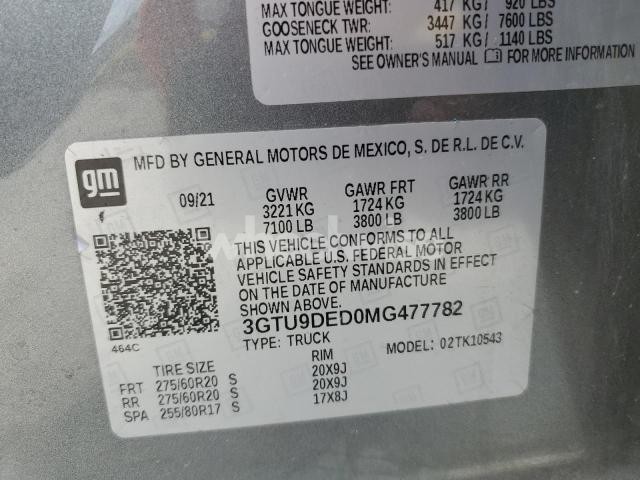 MAX TONGUE WEIGHT: 417 KG/ 920 LBS
GOOSENECK TWR: 3447 KG/ 7600 LBS
MAX TONGUE WEIGHT: 517 KG/ 1140 LBS
SEE OWNER'S MANUAL FOR MORE INFORMATION
gm
MFD BY GENERAL MOTORS DE MEXICO, S. DE R.L. DE C.V.
09/21 GVWR GAWR FRT GAWR RR
3221 KG 1724 KG 1724 KG
7100 LB 3800 LB 3800 LB
THIS VEHICLE CONFORMS TO ALL
APPLICABLE U.S. FEDERAL MOTOR
VEHICLE SAFETY STANDARDS IN EFFECT
ON THE DATE OF MANUFACTURE
SHOWN ABOVE.
3GTU9DED0MG477782
464C
TYPE: TRUCK MODEL: 02TK10543
TIRE SIZE RIM
FRT 275/60R20 S 20X9J
RR 275/60R20 S 20X9J
SPA 255/80R17 S 17X8J